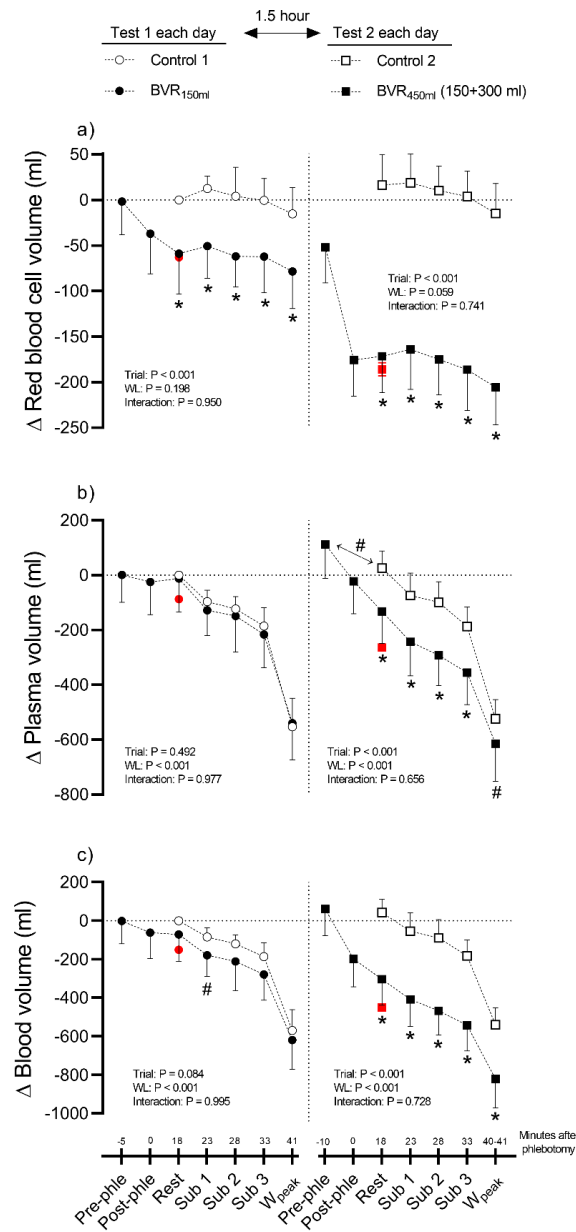 1.5 hour
Test 1 each day
Test 2 each day
Control 1
Control 2
BVR150ml
BVR450ml (150+300 ml)
a)
Δ Red blood cell volume (ml)
50
0
-50
-100
-150
-200
-250
Trial: P < 0.001
WL: P = 0.198
Interaction: P = 0.950
Trial: P < 0.001
WL: P = 0.059
Interaction: P = 0.741
* * * * *
* * * * *
b)
Δ Plasma volume (ml)
200
0
-200
-400
-600
-800
Trial: P = 0.492
WL: P < 0.001
Interaction: P = 0.977
#
Trial: P < 0.001
WL: P < 0.001
Interaction: P = 0.656
* * * * #
c)
Δ Blood volume (ml)
200
0
-200
-400
-600
-800
-1000
#
Trial: P = 0.084
WL: P < 0.001
Interaction: P = 0.995
Trial: P < 0.001
WL: P < 0.001
Interaction: P = 0.728
* * * * *
-5 0 18 23 28 33 41
-10 0 18 23 28 33 40-41
Minutes after
phlebotomy
Pre-phle Post-phle Rest Sub 1 Sub 2 Sub 3 Wpeak
Pre-phle Post-phle Rest Sub 1 Sub 2 Sub 3 Wpeak